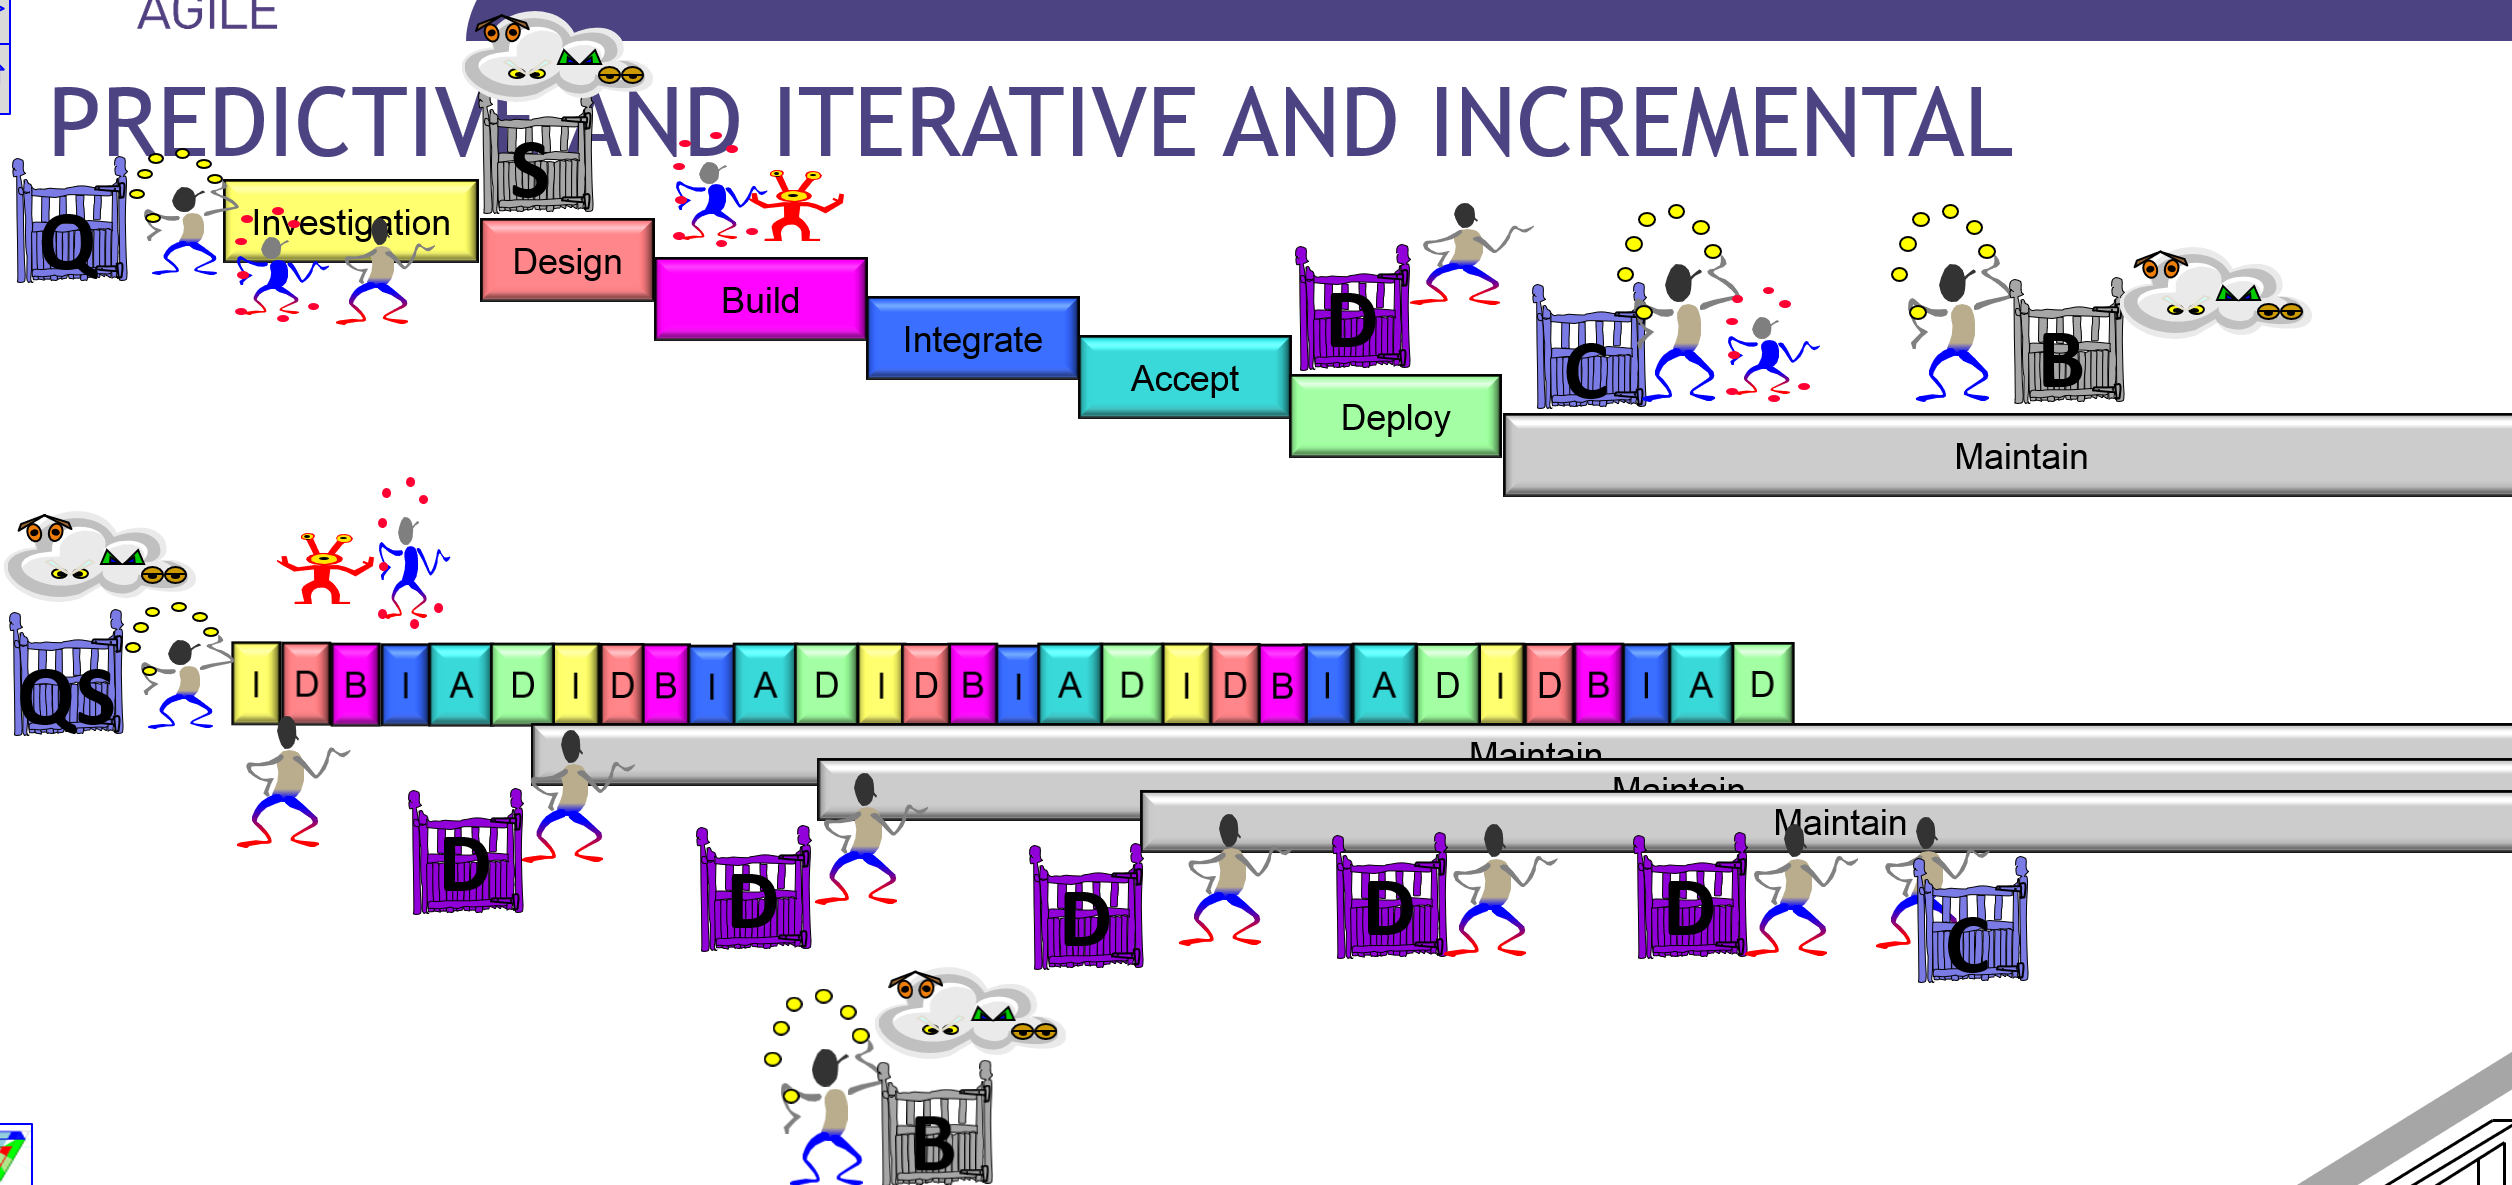 AGILE
PREDICTIVE AND ITERATIVE AND INCREMENTAL
S
Q
Investigation
Design
Build
Integrate
Accept
Deploy
D
C
B
Maintain
QS
I D B I A D I D B I A D I D B I A D I D B I A D I D B I A D
Maintain
Maintain
Maintain
D
D
D
D
D
C
B